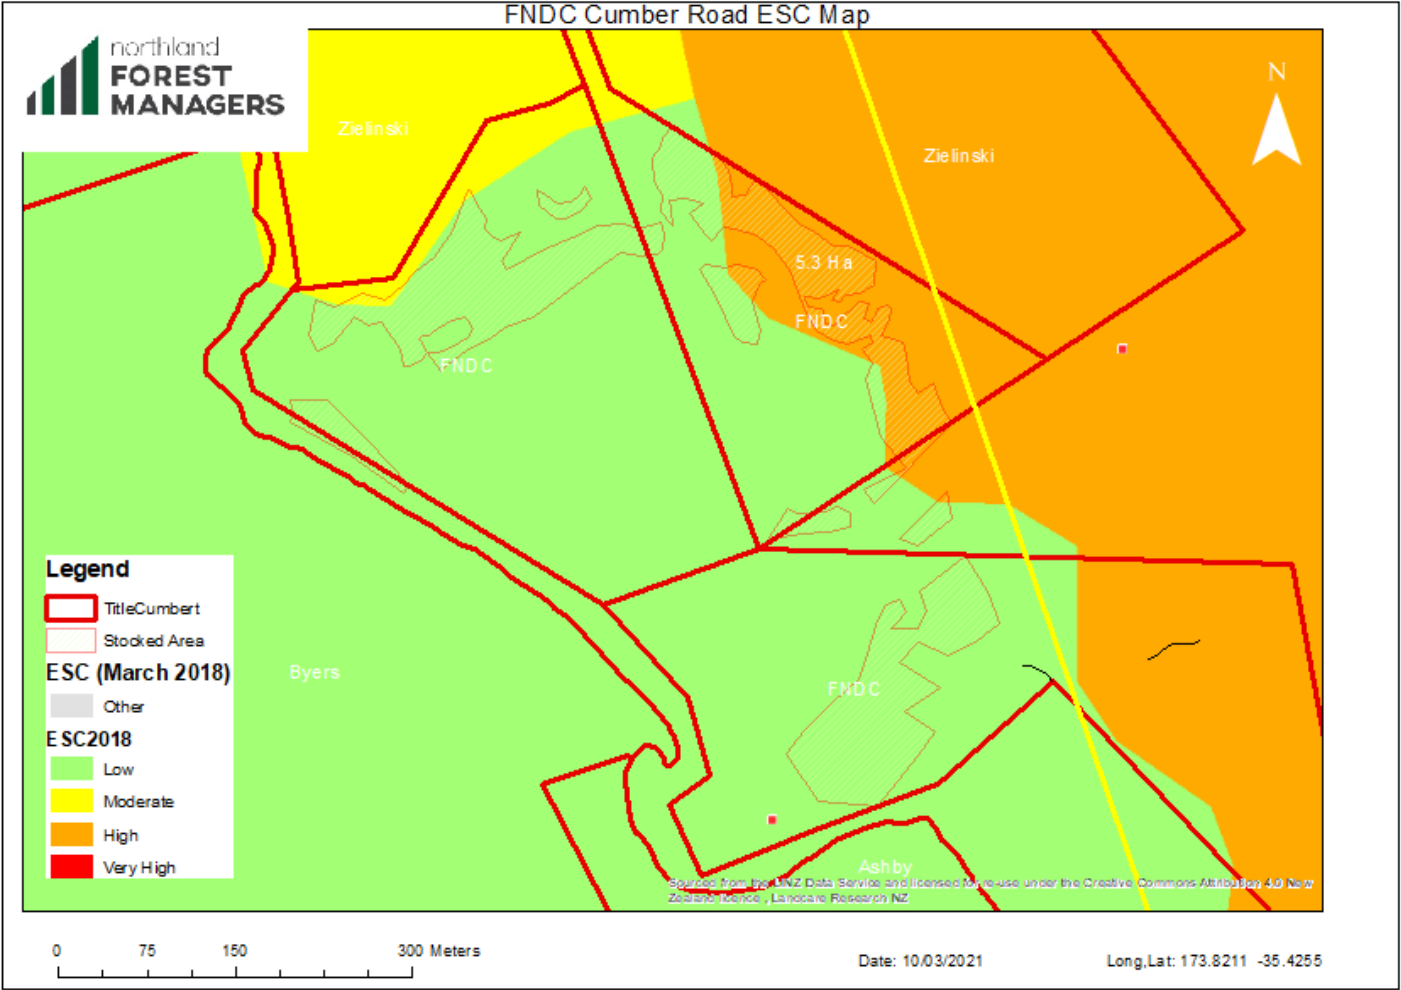 FNDC Cumber Road ESC Map
northland
FOREST
MANAGERS
N
Zielinski
Zielinski
5.3 Ha
FNDC
FNDC
Legend
TitleCumbert
Stocked Area
ESC (March 2018)
Other
ESC2018
Low
Moderate
High
Very High
Byers
FNDC
Ashby
Sourced from the LINZ Data Service and licensed for re-use under the Creative Commons Attribution 4.0 New
Zealand licence , Landcare Research NZ
0 75 150 300 Meters
Date: 10/03/2021
Long,Lat: 173.8211 -35.4255